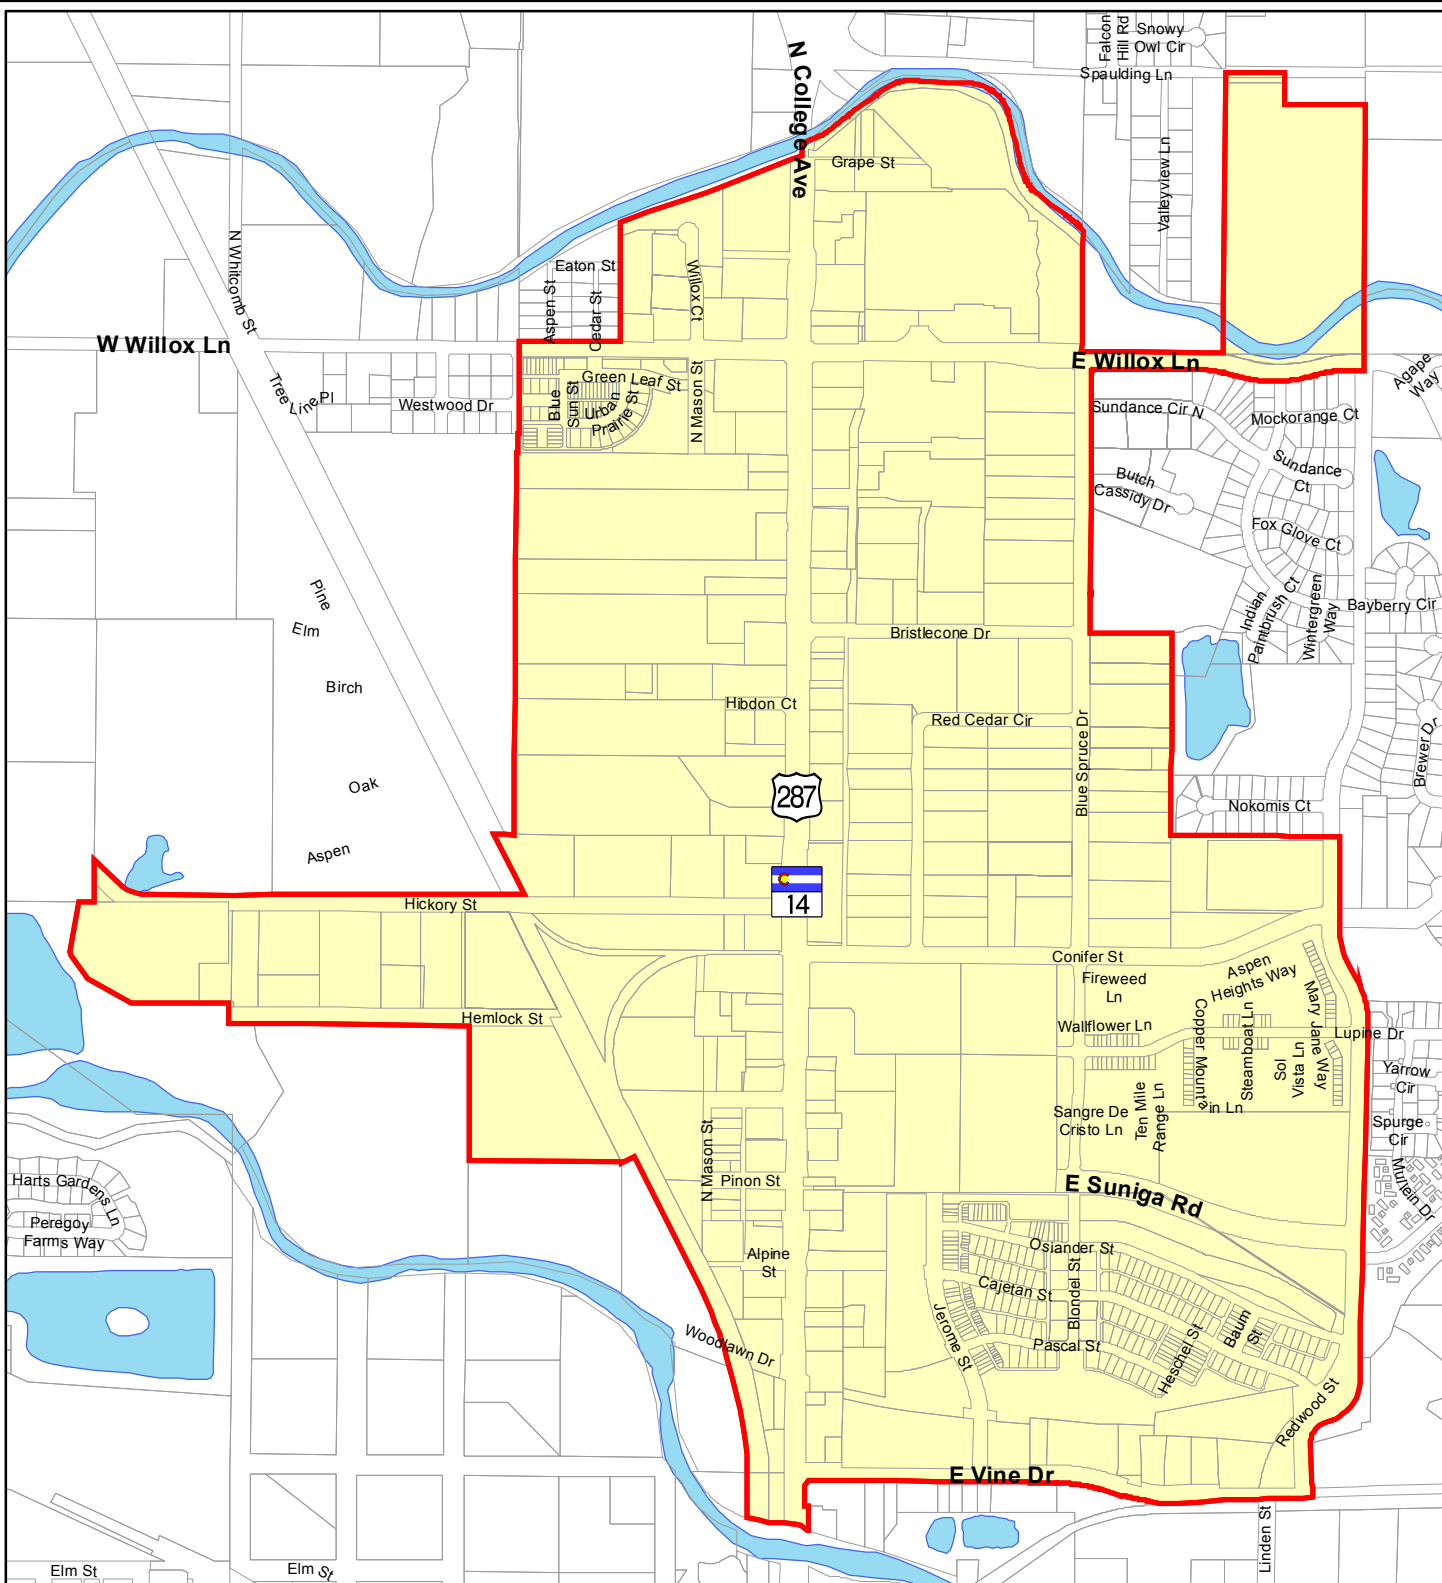 Falcon
Hill Rd
Snowy
Owl Cir
Spaulding Ln
N College Ave
Grape St
Valleyview Ln
N Whitcomb St
Eaton St
Willox Ct
Aspen St
Cedar St
W Willox Ln
E Willox Ln
Agape
Way
Green Leaf St
N Mason St
Tree
Line Pl
Westwood Dr
Blue
Sun St
Urban
Prairie St
Sundance Cir N
Mockorange Ct
Sundance
Ct
Butch
Cassidy Dr
Fox Glove Ct
Pine
Elm
Indian
Paintbrush Ct
Wintergreen
Way
Bayberry Cir
Bristlecone Dr
Birch
Hibdon Ct
Red Cedar Cir
Blue Spruce Dr
Brewer Dr
Oak
287
Nokomis Ct
Aspen
14
Hickory St
Conifer St
Fireweed
Ln
Aspen
Heights Way
Mary Jane Way
Hemlock St
Wallflower Ln
Copper Mountain Ln
Steamboat Ln
Sol
Vista Ln
Lupine Dr
Yarrow
Cir
Sangre De
Cristo Ln
Ten Mile
Range Ln
Spurge
Cir
N Mason St
Pinon St
E Suniga Rd
Mullein Dr
Harts Gardens Ln
Peregoy
Farms Way
Alpine
St
Osiander St
Cajetan St
Blondel St
Jerome St
Pascal St
Heschel St
Baum
St
Woodlawn Dr
Redwood St
E Vine Dr
Linden St
Elm St
Elm St